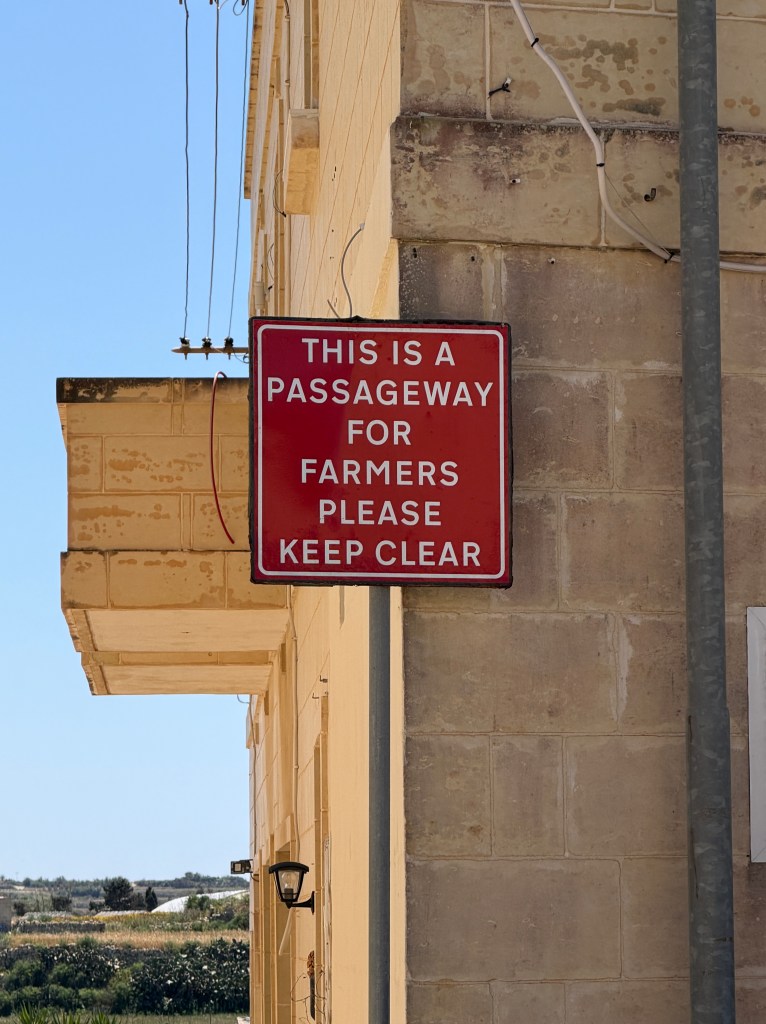 THIS IS A
PASSAGEWAY
FOR
FARMERS
PLEASE
KEEP CLEAR